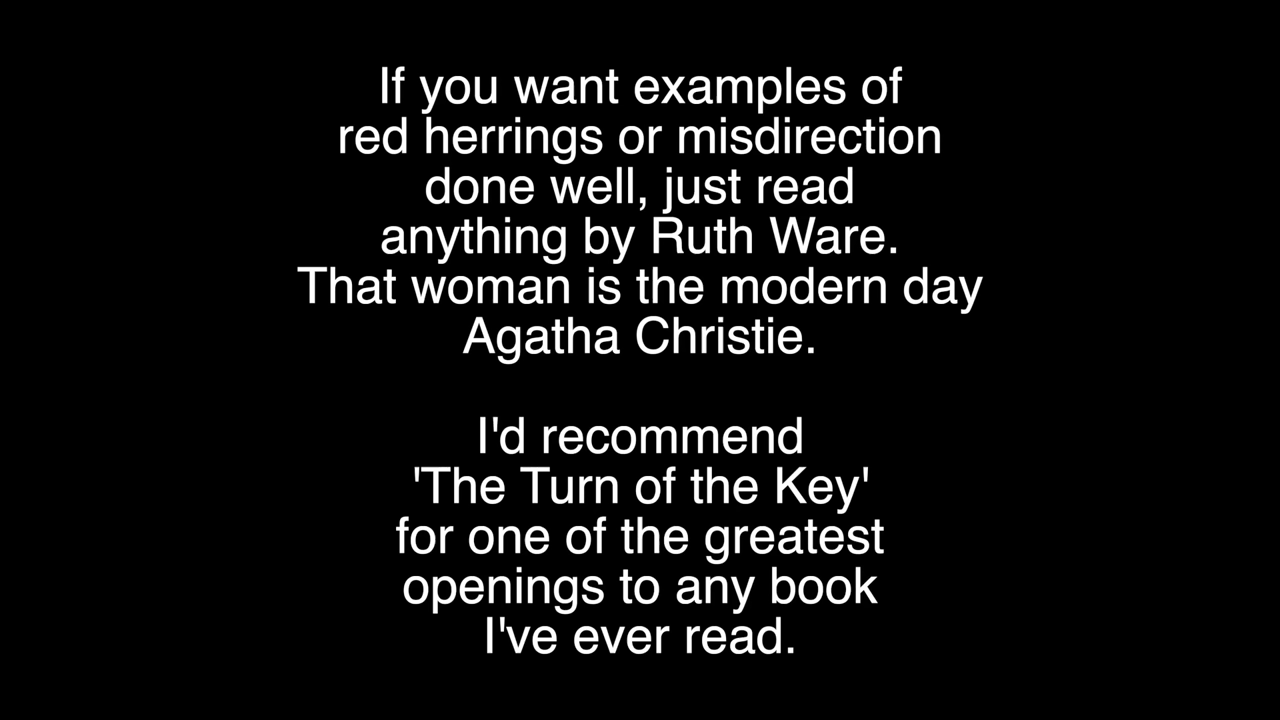 If you want examples of
red herrings or misdirection
done well, just read
anything by Ruth Ware.
That woman is the modern day
Agatha Christie.
I'd recommend
'The Turn of the Key'
for one of the greatest
openings to any book
I've ever read.